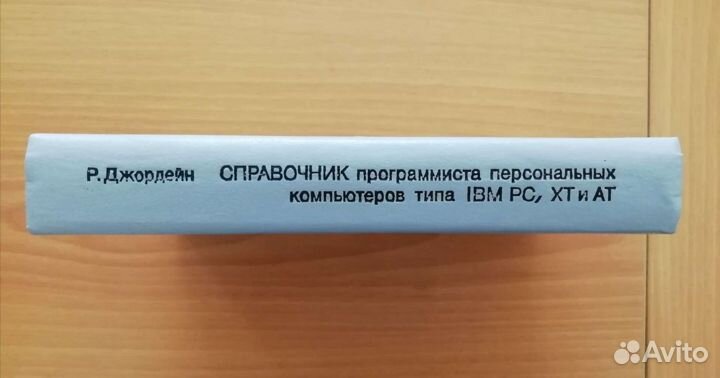 Р. Джордейн СПРАВОЧНИК программиста персональных
компьютеров типа IBM PC, XT и AT
Avito